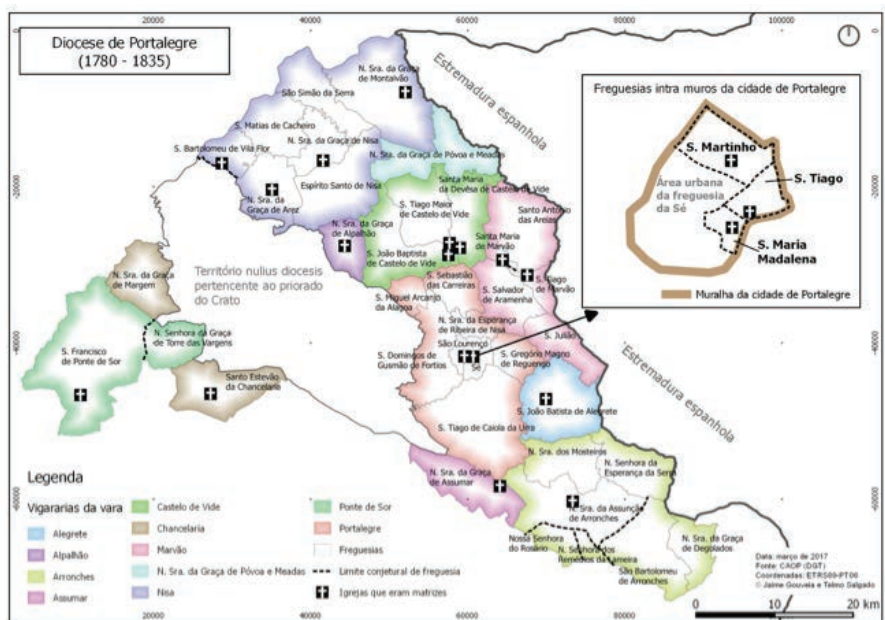 20000
40000
60000
80000
100000
0
-20000
-40000
-60000
Diocese de Portalegre
(1780 - 1835)
Estremadura espanhola
N. Sra. da Graça
de Montalvão
São Simão da Serra
S. Matias de Cacheiro
N. Sra. da Graça de Nisa
S. Bartolomeu de Vila Flor
N. Sra. da Graça de Póvoa e Meadas
Espírito Santo de Nisa
Santa Maria
da Devêsa de Castelo de Vide
N. Sra. da
Graça de Arez
S. Tiago Maior
de Castelo de Vide
Santo António
das Areias
N. Sra. da Graça
de Alpalhão
Santa Maria
de Marvão
S. João Baptista
de Castelo de Vide
N. Sra. da Graça
de Margem
Território nulius diocesis
pertencente ao priorado
do Crato
S. Sebastião
das Carreiras
S. Tiago
de Marvão
S. Salvador
de Aramenha
S. Miguel Arcanjo
da Alagoa
N. Sra. da Esperança
de Ribeira de Nisa
N. Senhora da Graça
de Torre das Vargens
S. Julião
São Lourenço
S. Francisco
de Ponte de Sor
S. Domingos de
Gusmão de Fortios
Sé
S. Gregório Magno
de Reguengo
Estremadura espanhola
Santo Estevão
da Chancelaria
S. João Batista de Alegrete
S. Tiago de Caiola da Urra
N. Sra. dos Mosteiros
N. Senhora da
Esperança da Serra
N. Sra. da Graça
de Assumar
N. Sra. da Assunção
de Arronches
Nossa Senhora
do Rosário
N. Senhora dos
Remédios da Lameira
N. Sra. da Graça
de Degolados
São Bartolomeu
de Arronches
Freguesias intra muros da cidade de Portalegre
S. Martinho
S. Tiago
Área urbana
da freguesia
da Sé
S. Maria
Madalena
Muralha da cidade de Portalegre
Legenda
Vigararias da vara
Alegrete
Alpalhão
Arronches
Assumar
Castelo de Vide
Chancelaria
Marvão
N. Sra. da Graça de Póvoa e Meadas
Nisa
Ponte de Sor
Portalegre
Freguesias
Limite conjetural de freguesia
Igrejas que eram matrizes
Data: março de 2017
Fonte: CAOP (DGT)
Coordenadas: ETRS89-PT06
© Jaime Gouveia e Telmo Salgado
0
10
20 km
20000
40000
60000
80000